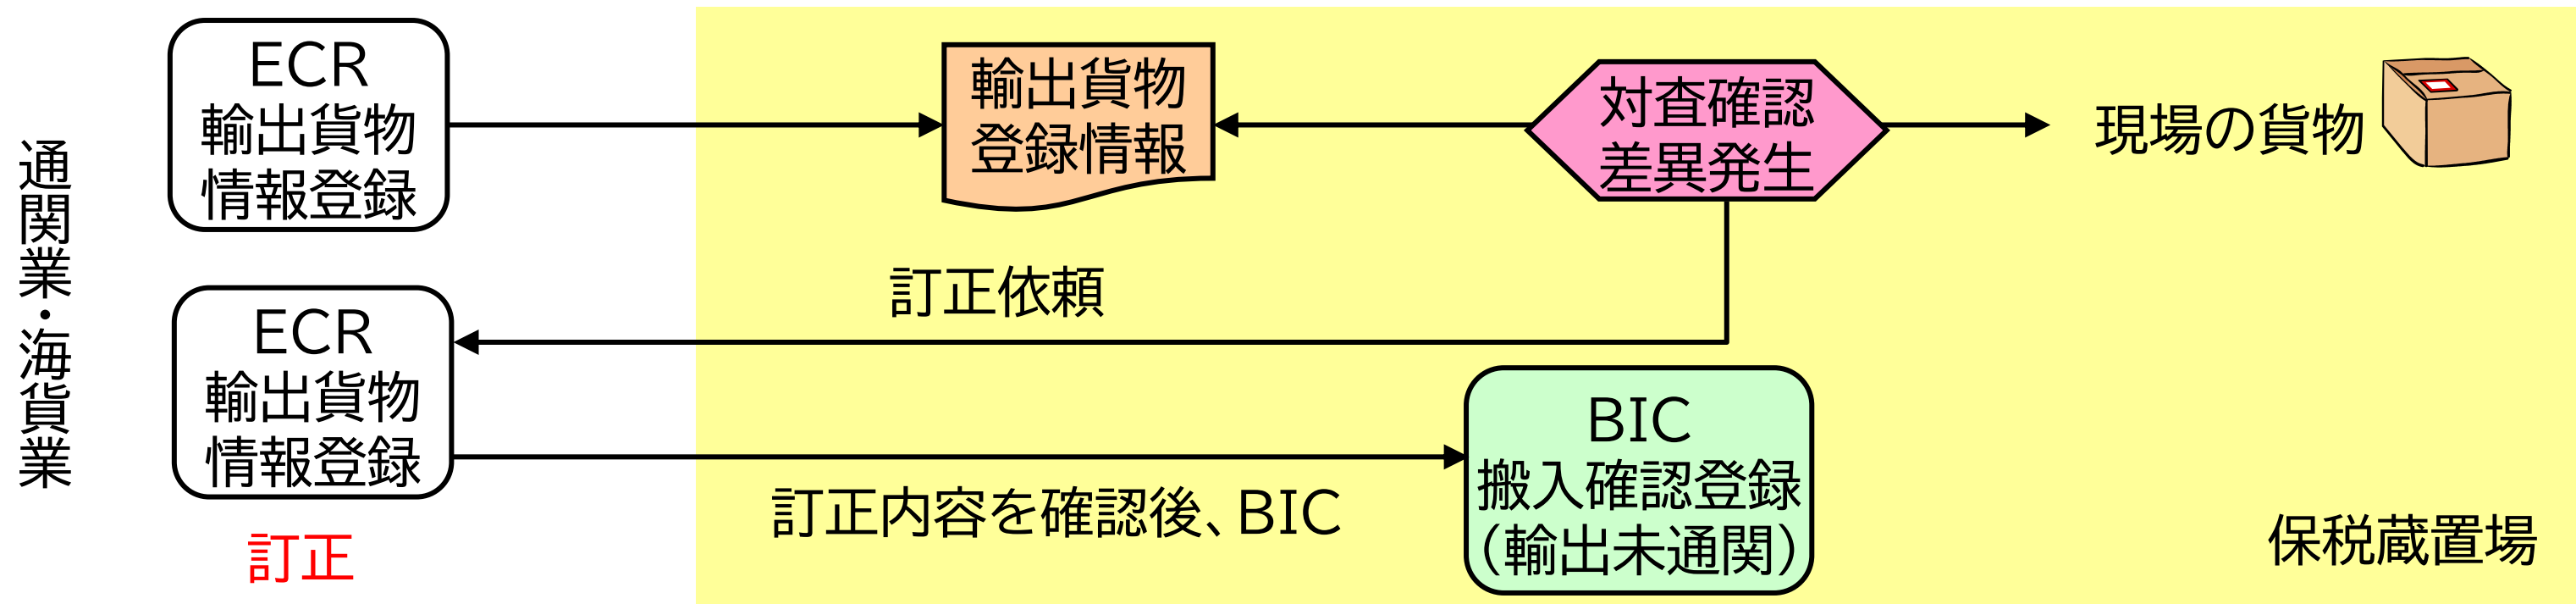 通関業・海貨業
ECR
輸出貨物
情報登録
輸出貨物
登録情報
対査確認
差異発生
現場の貨物
訂正依頼
ECR
輸出貨物
情報登録
訂正
訂正内容を確認後、BIC
BIC
搬入確認登録
（輸出未通関）
保税蔵置場